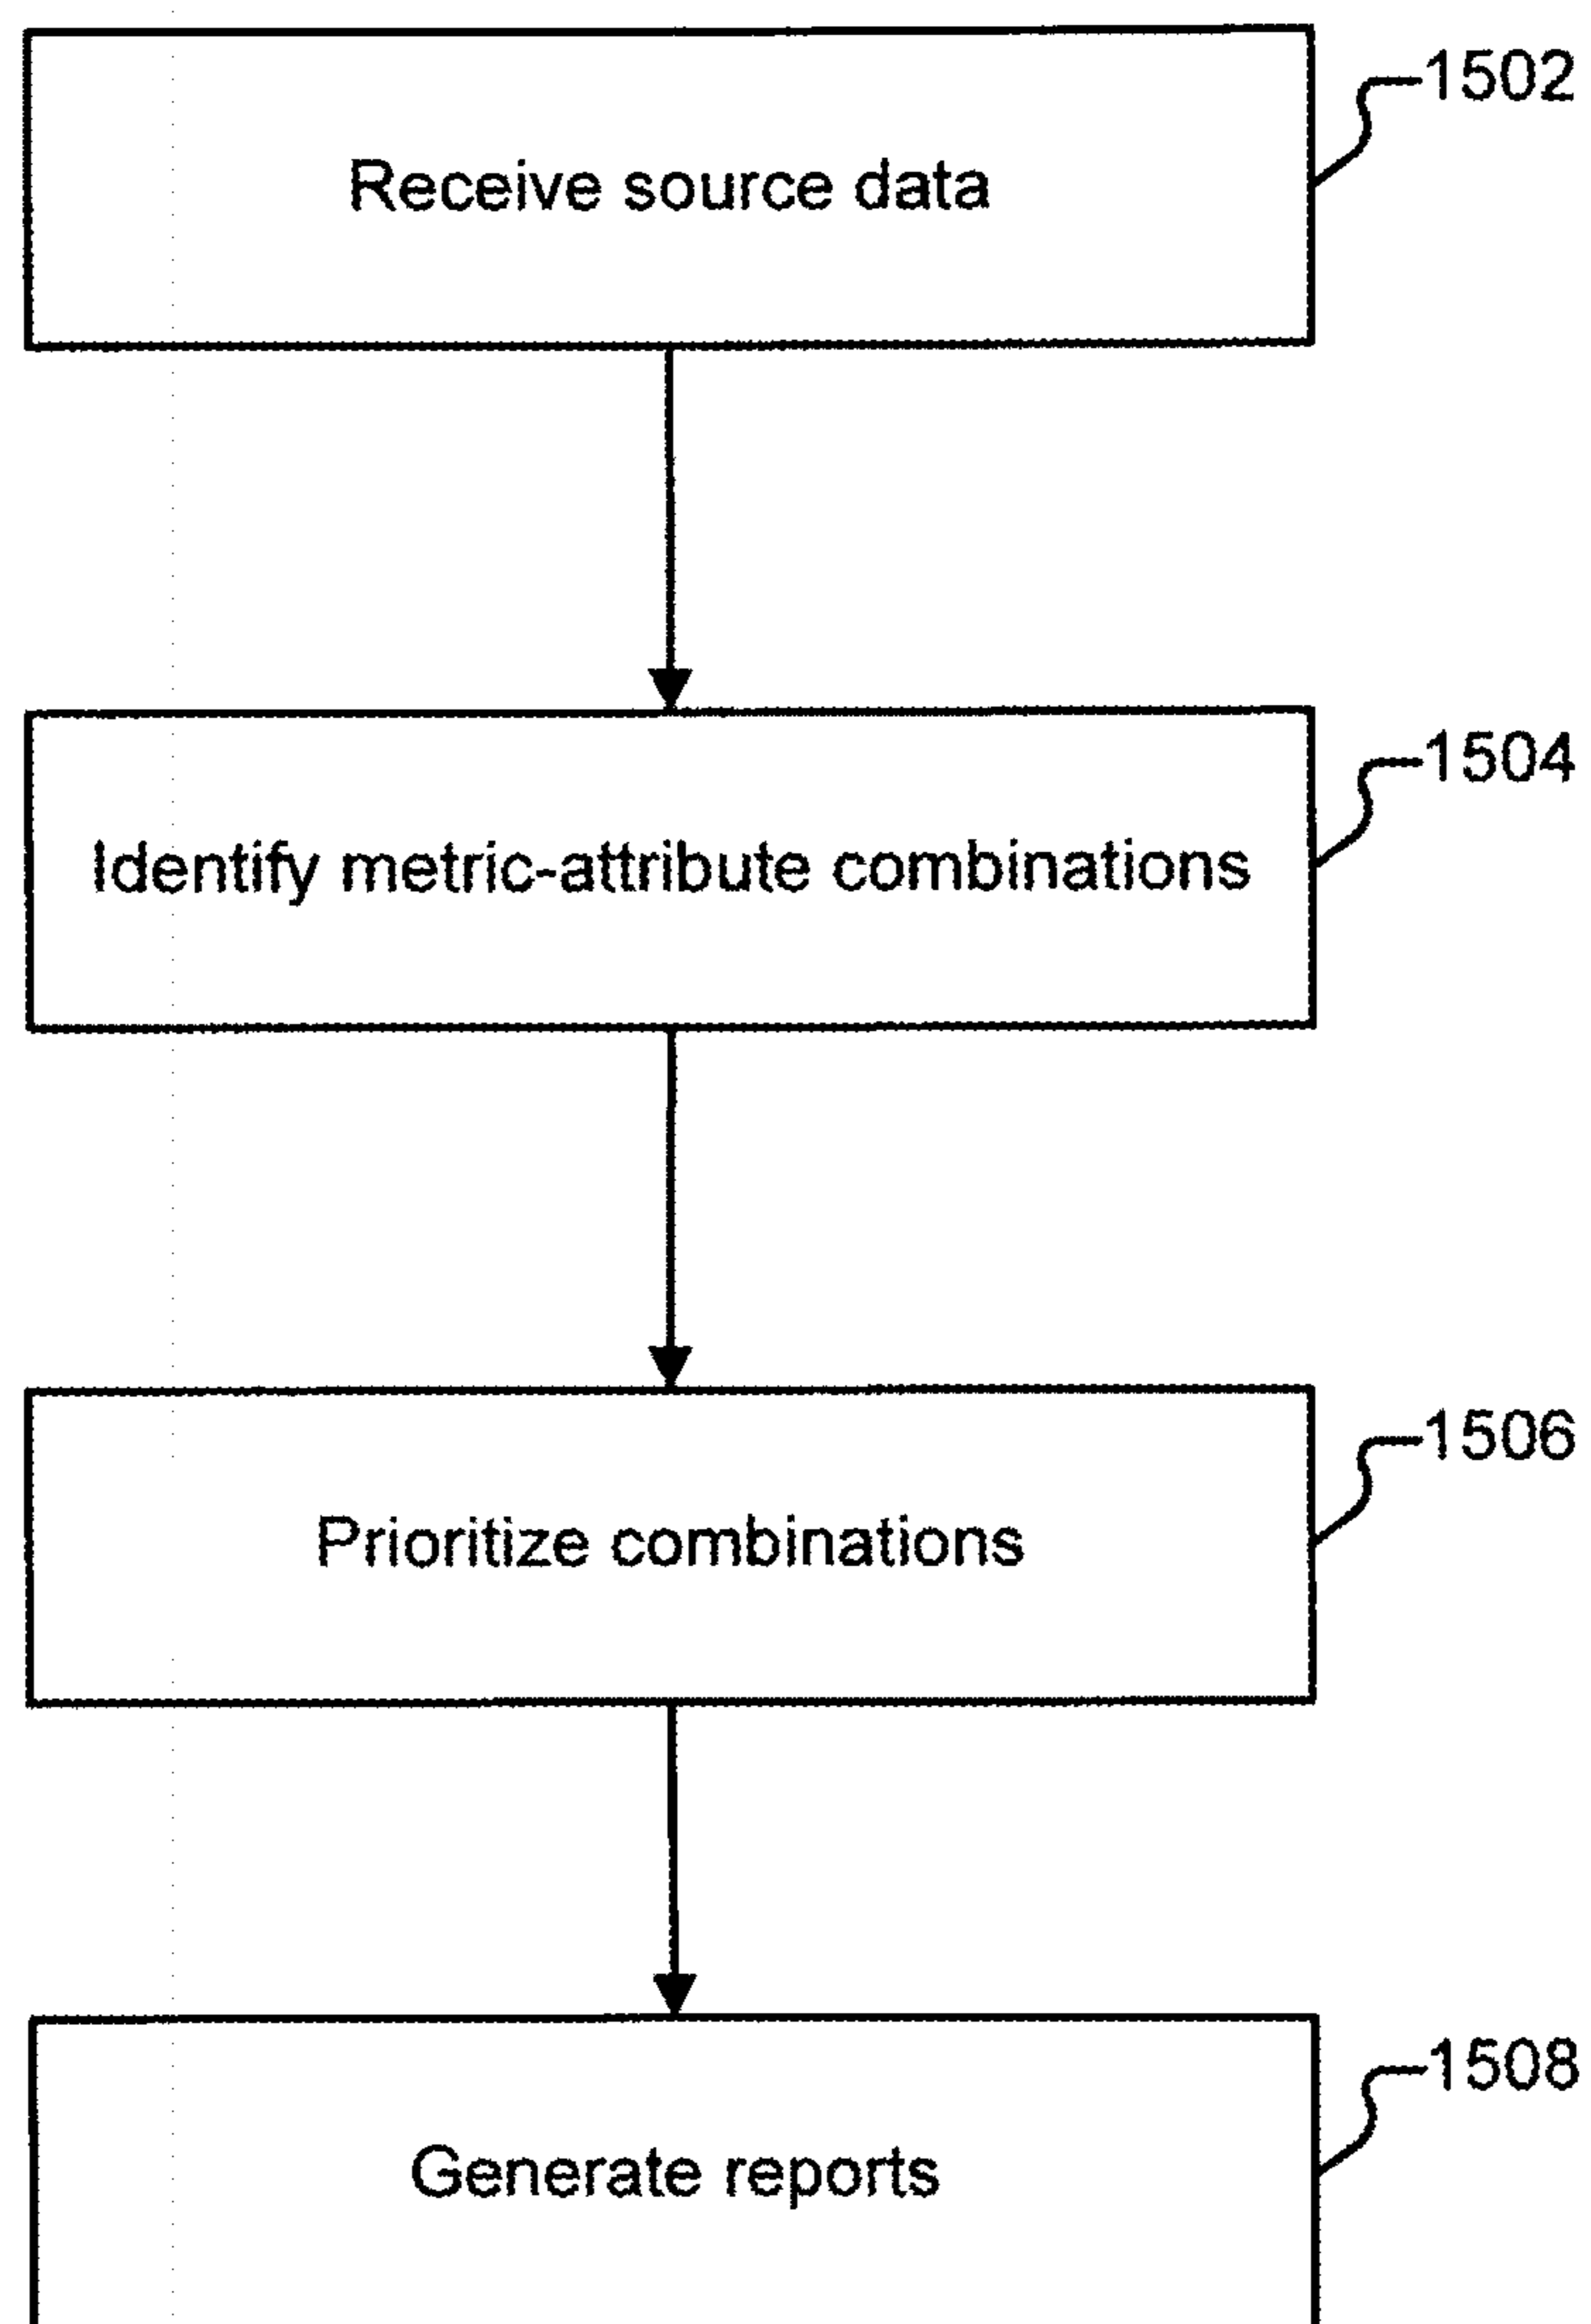 1502
Receive source data
1504
Identify metric-attribute combinations
1506
Prioritize combinations
1508
Generate reports